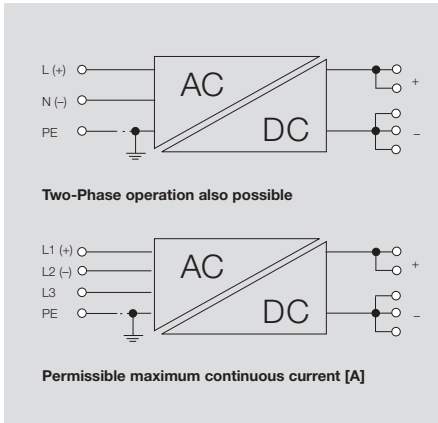 L (+)
N (–)
PE
AC
DC
+
–
Two-Phase operation also possible
L1 (+)
L2 (–)
L3
PE
AC
DC
+
–
Permissible maximum continuous current [A]